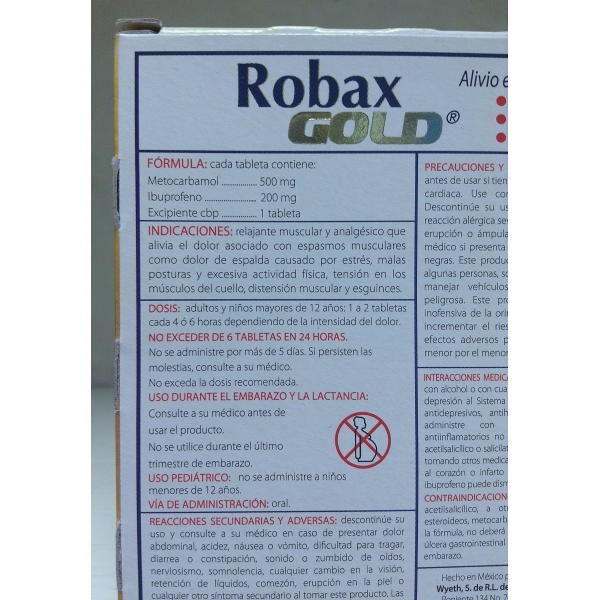 Robax
GOLD®
Alivio e
FÓRMULA: cada tableta contiene:
Metocarbamol ................ 500 mg
Ibuprofeno ....................... 200 mg
Excipiente cbp ................ 1 tableta
INDICACIONES: relajante muscular y analgésico que
alivia el dolor asociado con espasmos musculares
como dolor de espalda causado por estrés, malas
posturas y excesiva actividad física, tensión en los
músculos del cuello, distensión muscular y esguinces.
DOSIS: adultos y niños mayores de 12 años: 1 a 2 tabletas
cada 4 ó 6 horas dependiendo de la intensidad del dolor.
NO EXCEDER DE 6 TABLETAS EN 24 HORAS.
No se administre por más de 5 días. Si persisten las
molestias, consulte a su médico.
No exceda la dosis recomendada.
USO DURANTE EL EMBARAZO Y LA LACTANCIA:
Consulte a su médico antes de
usar el producto.
No se utilice durante el último
trimestre de embarazo.
USO PEDIÁTRICO: no se administre a niños
menores de 12 años.
VÍA DE ADMINISTRACIÓN: oral.
REACCIONES SECUNDARIAS Y ADVERSAS: descontinúe su
uso y consulte a su médico en caso de presentar dolor
abdominal, acidez, náusea o vómito, dificultad para tragar,
diarrea o constipación, sonido o zumbido de oídos,
nerviosismo, somnolencia, cualquier cambio en la visión,
retención de líquidos, comezón, erupción en la piel o
cualquier otro síntoma secundario al tomar este producto. Las
PRECAUCIONES Y
antes de usar si tien
cardiaca. Use con
Descontinúe su us
reacción alérgica sev
erupción o ámpula
médico si presenta
negras. Este produc
algunas personas, so
manejar vehículos
peligrosa. Este pro
inofensiva de la orin
incrementar el ries
efectos adversos p
menor por el menor
INTERACCIONES MEDICA
con alcohol o con cua
depresión al Sistema
antidepresivos, antih
administre con
antiinflamatorios no
acetilsalicílico o salicilat
tomando otros medica
al corazón o infarto
ibuprofeno puede dism
CONTRAINDICACION
acetilsalicílico, a otr
esteroideos, metocarb
la fórmula, no deberá
úlcera gastrointestinal
embarazo.
Hecho en México p
Wyeth, S. de R.L. de
Poniente 134 No. 7